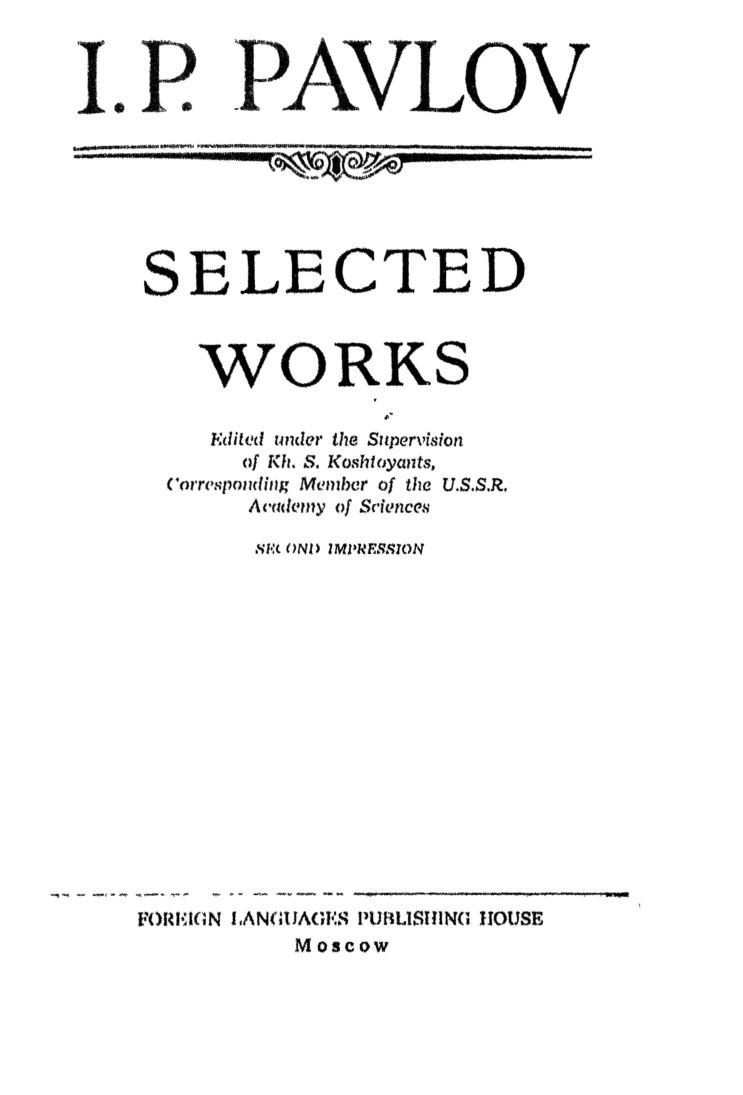 I. P. PAVLOV
SELECTED
WORKS
Edited under the Supervision
of Kh. S. Koshtoyants,
Corresponding Member of the U.S.S.R.
Academy of Sciences
SECOND IMPRESSION
FOREIGN LANGUAGES PUBLISHING HOUSE
Moscow